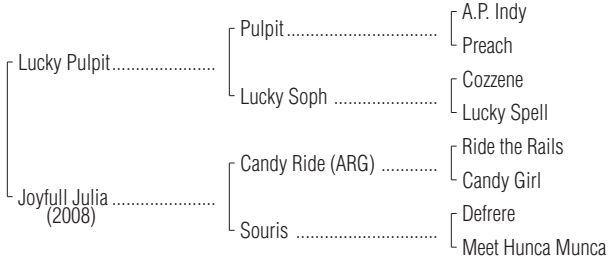 A.P. Indy
Pulpit
Preach
Lucky Pulpit
Cozzene
Lucky Soph
Lucky Spell
Ride the Rails
Candy Ride (ARG)
Candy Girl
Joyfull Julia
(2008)
Defrere
Souris
Meet Hunca Munca